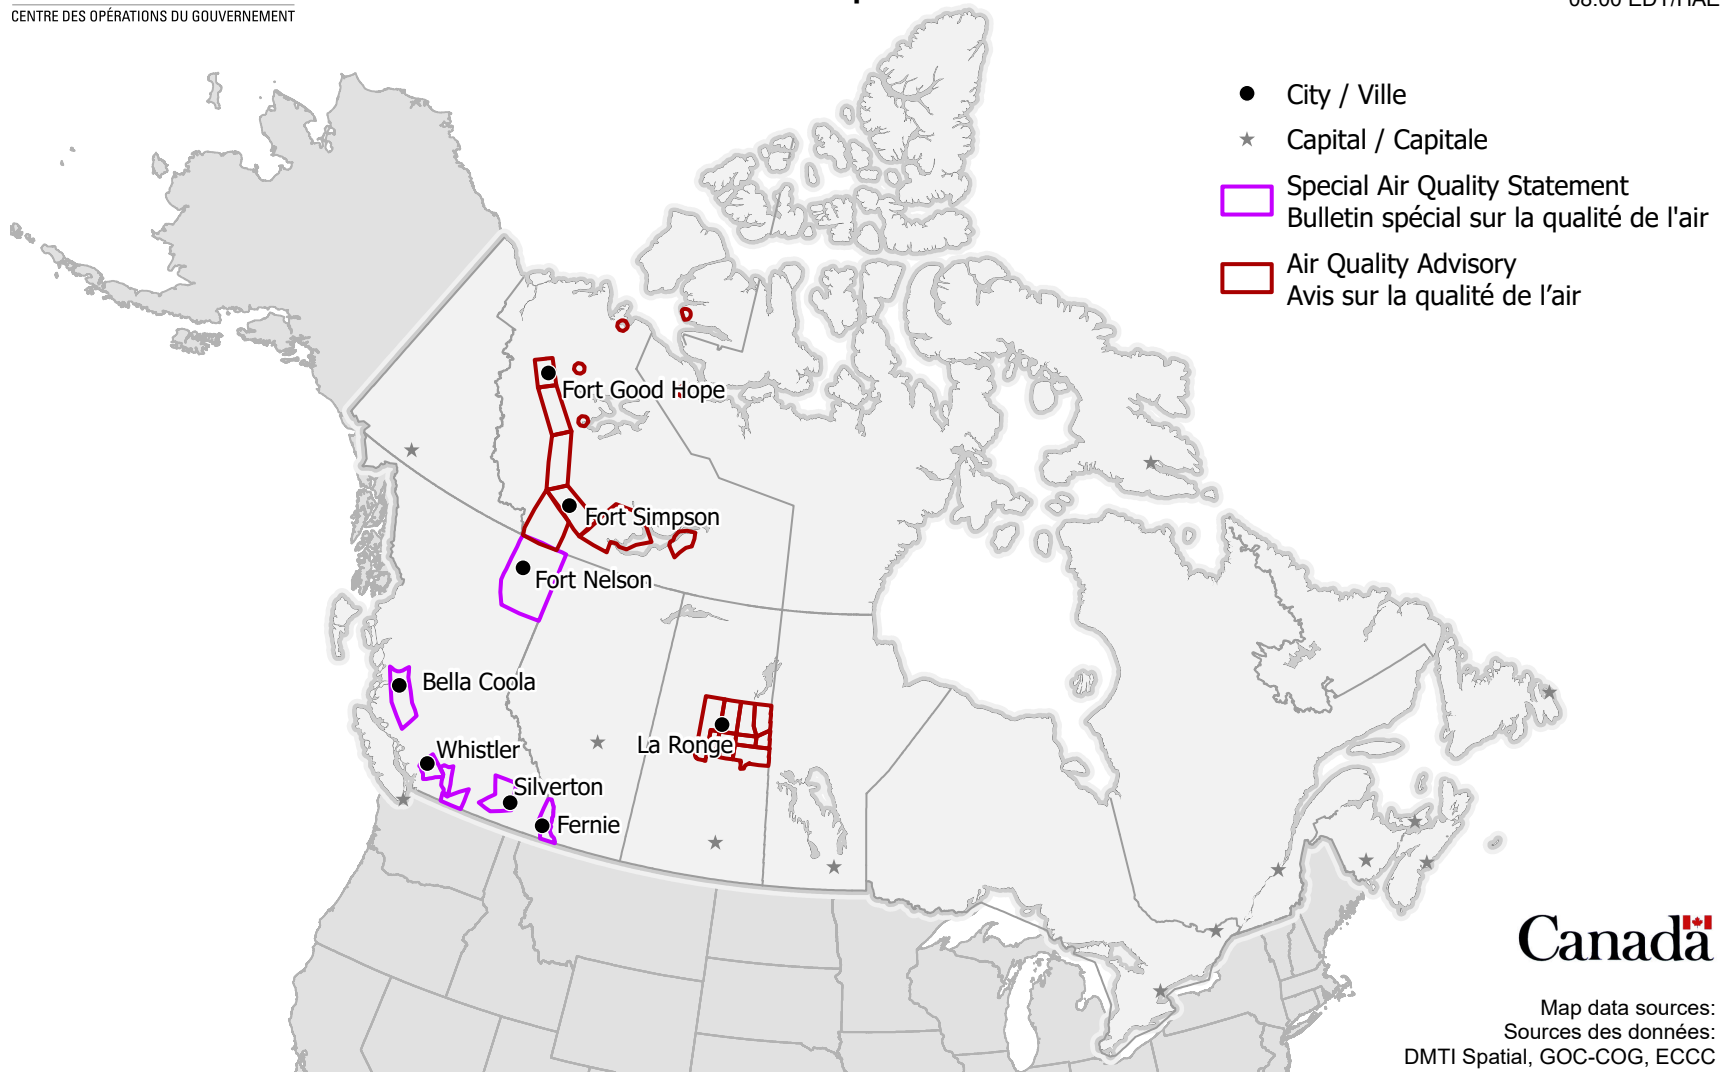 CENTRE DES OPÉRATIONS DU GOUVERNEMENT
City / Ville
Capital / Capitale
Special Air Quality Statement
Bulletin spécial sur la qualité de l'air
Air Quality Advisory
Avis sur la qualité de l’air
Fort Good Hope
Fort Simpson
Fort Nelson
Bella Coola
La Ronge
Whistler
Silverton
Fernie
Canada
Map data sources:
Sources des données:
DMTI Spatial, GOC-COG, ECCC